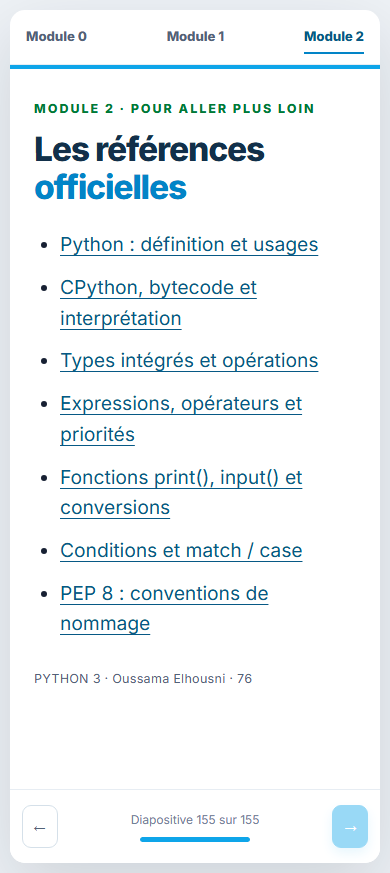 Module 0
Module 1
Module 2
MODULE 2 · POUR ALLER PLUS LOIN
Les références
officielles
• Python : définition et usages
• CPython, bytecode et
interprétation
• Types intégrés et opérations
• Expressions, opérateurs et
priorités
• Fonctions print(), input() et
conversions
• Conditions et match / case
• PEP 8 : conventions de
nommage
PYTHON 3 · Oussama Elhousni · 76
←
Diapositive 155 sur 155
→